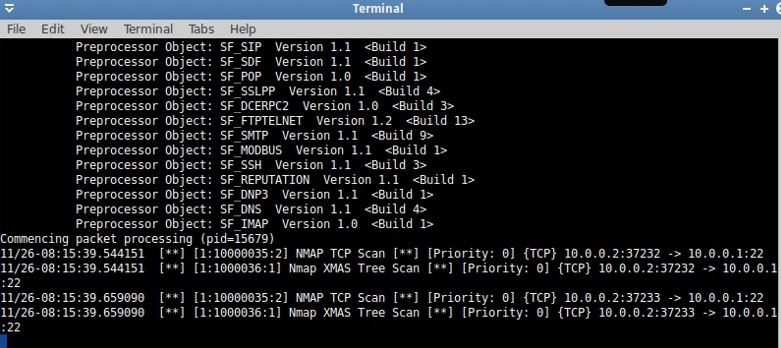 Terminal
File Edit View Terminal Tabs Help
Preprocessor Object: SF_SIP Version 1.1 <Build 1>
Preprocessor Object: SF_SDF Version 1.1 <Build 1>
Preprocessor Object: SF_POP Version 1.0 <Build 1>
Preprocessor Object: SF_SSLPP Version 1.1 <Build 4>
Preprocessor Object: SF_DCERPC2 Version 1.0 <Build 3>
Preprocessor Object: SF_FTPTELNET Version 1.2 <Build 13>
Preprocessor Object: SF_SMTP Version 1.1 <Build 9>
Preprocessor Object: SF_MODBUS Version 1.1 <Build 1>
Preprocessor Object: SF_SSH Version 1.1 <Build 3>
Preprocessor Object: SF_REPUTATION Version 1.1 <Build 1>
Preprocessor Object: SF_DNP3 Version 1.1 <Build 1>
Preprocessor Object: SF_DNS Version 1.1 <Build 4>
Preprocessor Object: SF_IMAP Version 1.0 <Build 1>
Commencing packet processing (pid=15679)
11/26-08:15:39.544151 [**] [1:10000035:2] NMAP TCP Scan [**] [Priority: 0] {TCP} 10.0.0.2:37232 -> 10.0.0.1:22
11/26-08:15:39.544151 [**] [1:1000036:1] Nmap XMAS Tree Scan [**] [Priority: 0] {TCP} 10.0.0.2:37232 -> 10.0.0.1
:22
11/26-08:15:39.659090 [**] [1:10000035:2] NMAP TCP Scan [**] [Priority: 0] {TCP} 10.0.0.2:37233 -> 10.0.0.1:22
11/26-08:15:39.659090 [**] [1:1000036:1] Nmap XMAS Tree Scan [**] [Priority: 0] {TCP} 10.0.0.2:37233 -> 10.0.0.1
:22